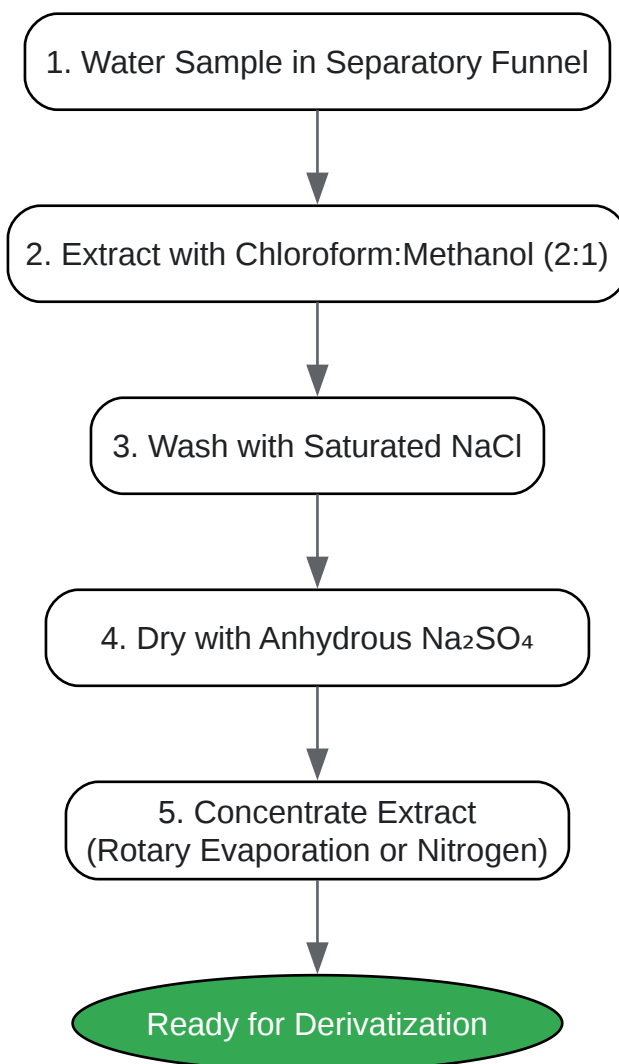 1. Water Sample in Separatory Funnel
2. Extract with Chloroform:Methanol (2:1)
3. Wash with Saturated NaCl
4. Dry with Anhydrous Na₂SO₄
5. Concentrate Extract
(Rotary Evaporation or Nitrogen)
Ready for Derivatization